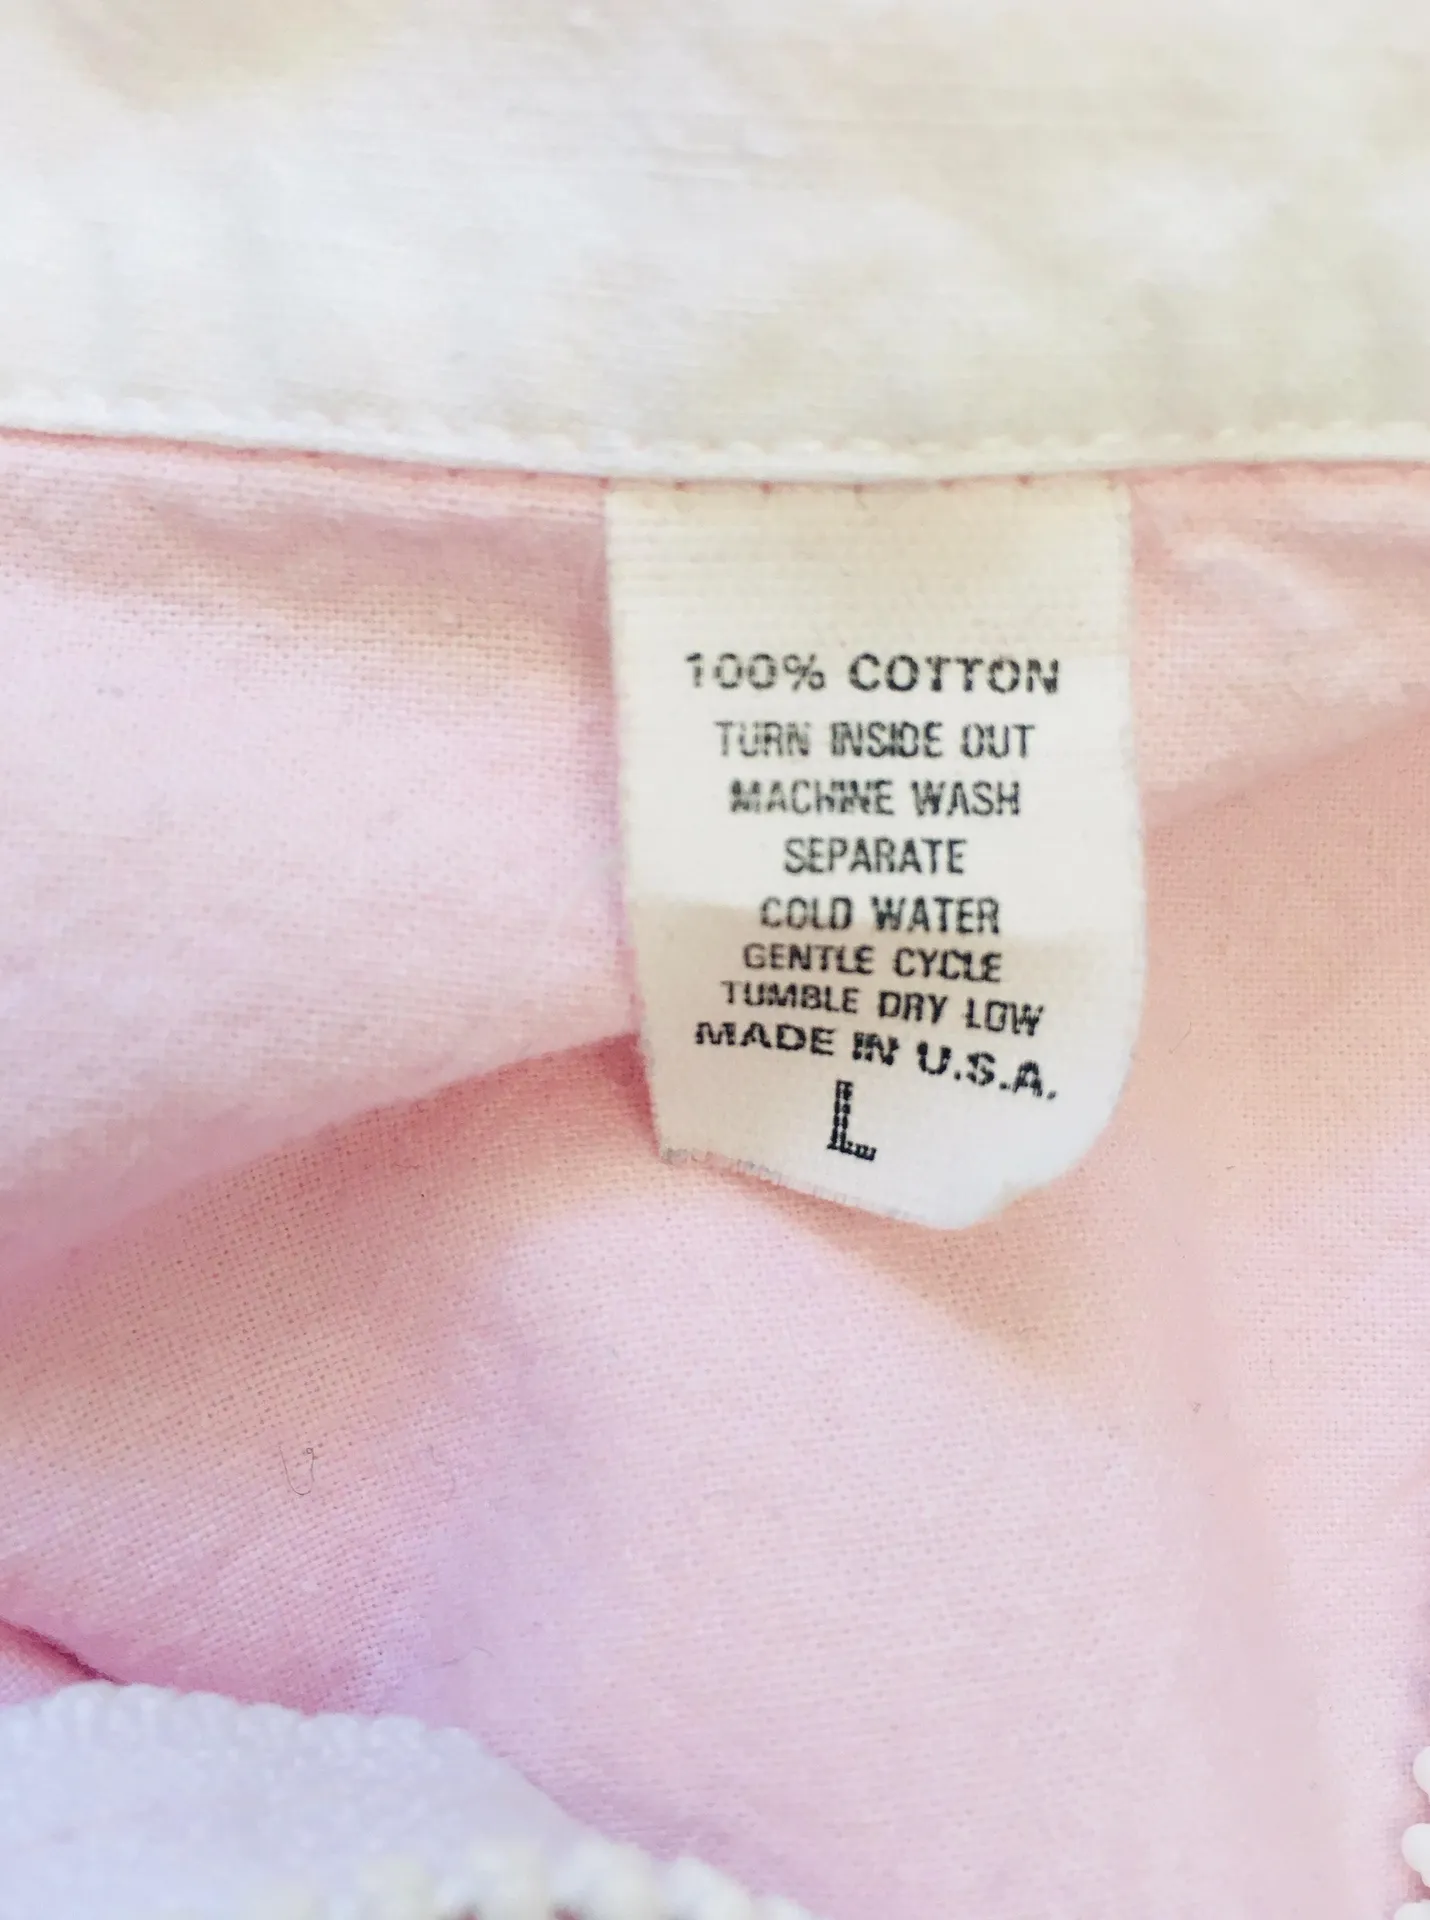 100% COTTON
TURN INSIDE OUT
MACHINE WASH
SEPARATE
COLD WATER
GENTLE CYCLE
TUMBLE DRY LOW
MADE IN U.S.A.
L